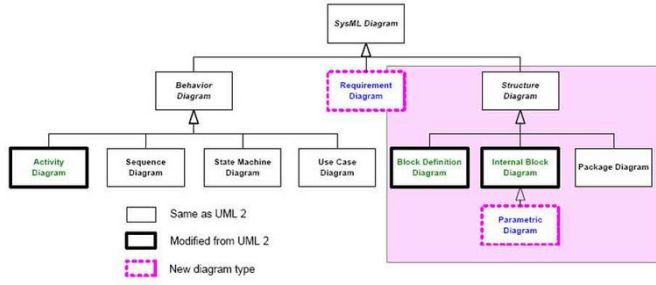 SysML Diagram
Behavior
Diagram
Requirement
Diagram
Structure
Diagram
Activity
Diagram
Sequence
Diagram
State Machine
Diagram
Use Case
Diagram
Block Definition
Diagram
Internal Block
Diagram
Package Diagram
Parametric
Diagram
Same as UML 2
Modified from UML 2
New diagram type